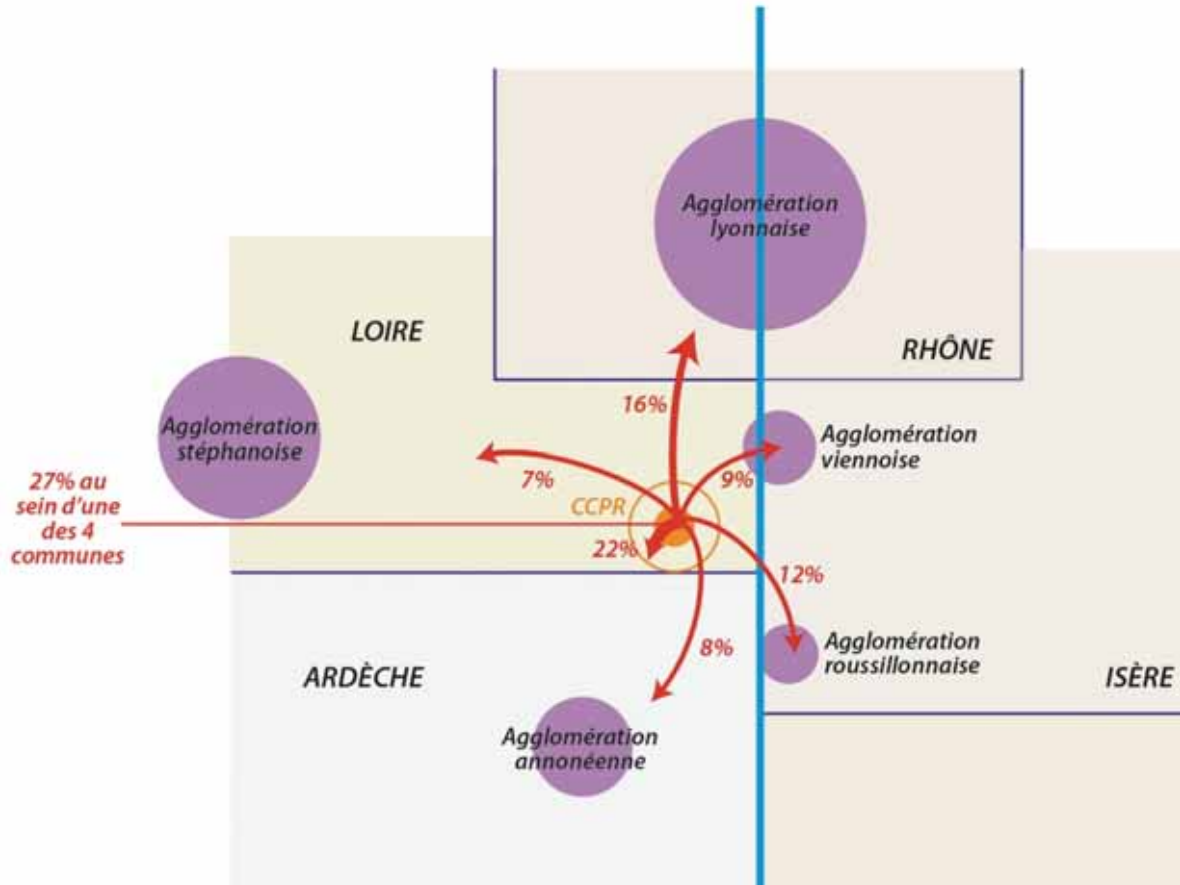 Agglomération
lyonnaise
LOIRE
RHÔNE
16%
Agglomération
stéphanoise
Agglomération
viennoise
7%
9%
27% au
sein d'une
des 4
communes
CCPR
22%
12%
8%
Agglomération
roussillonnaise
ARDÈCHE
ISÈRE
Agglomération
annonéenne